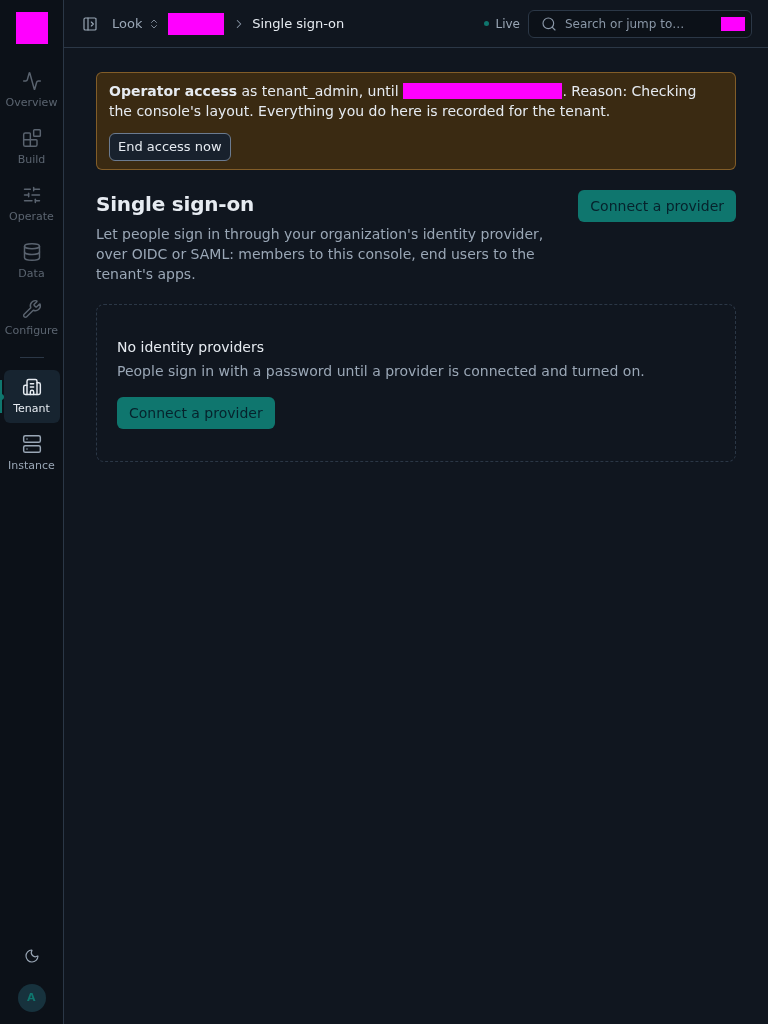 Look
Single sign-on
Live
Search or jump to…
Overview
Build
Operate
Data
Configure
Tenant
Instance
A
Operator access as tenant_admin, until . Reason: Checking
the console's layout. Everything you do here is recorded for the tenant.
End access now
Single sign-on
Connect a provider
Let people sign in through your organization's identity provider,
over OIDC or SAML: members to this console, end users to the
tenant's apps.
No identity providers
People sign in with a password until a provider is connected and turned on.
Connect a provider